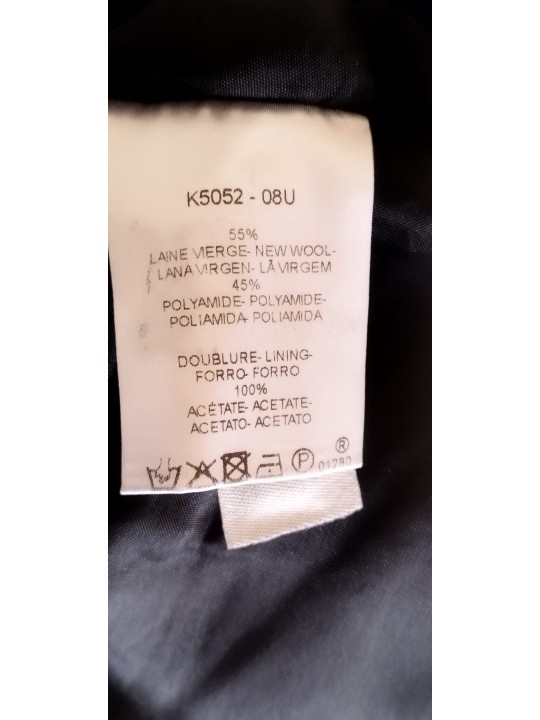 K5052 - 08U
55%
LAINE VIERGE- NEW WOOL-
LANA VIRGEN- LÃ VIRGEM
45%
POLYAMIDE- POLYAMIDE-
POLIAMIDA- POLIAMIDA
DOUBLURE- LINING-
FORRO- FORRO
100%
ACÉTATE- ACETATE-
ACETATO- ACETATO
P ®
01280